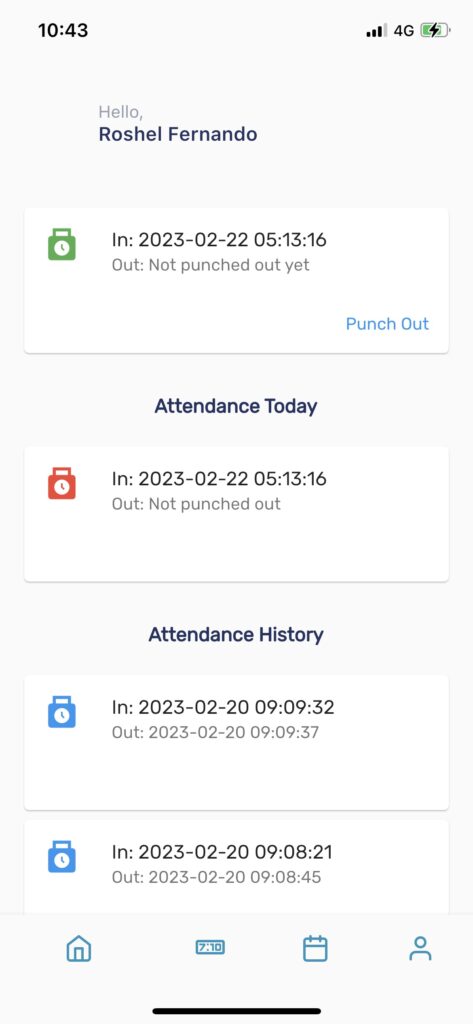 10:43
4G
Hello,
Roshel Fernando
In: 2023-02-22 05:13:16
Out: Not punched out yet
Punch Out
Attendance Today
In: 2023-02-22 05:13:16
Out: Not punched out
Attendance History
In: 2023-02-20 09:09:32
Out: 2023-02-20 09:09:37
In: 2023-02-20 09:08:21
Out: 2023-02-20 09:08:45
7:10